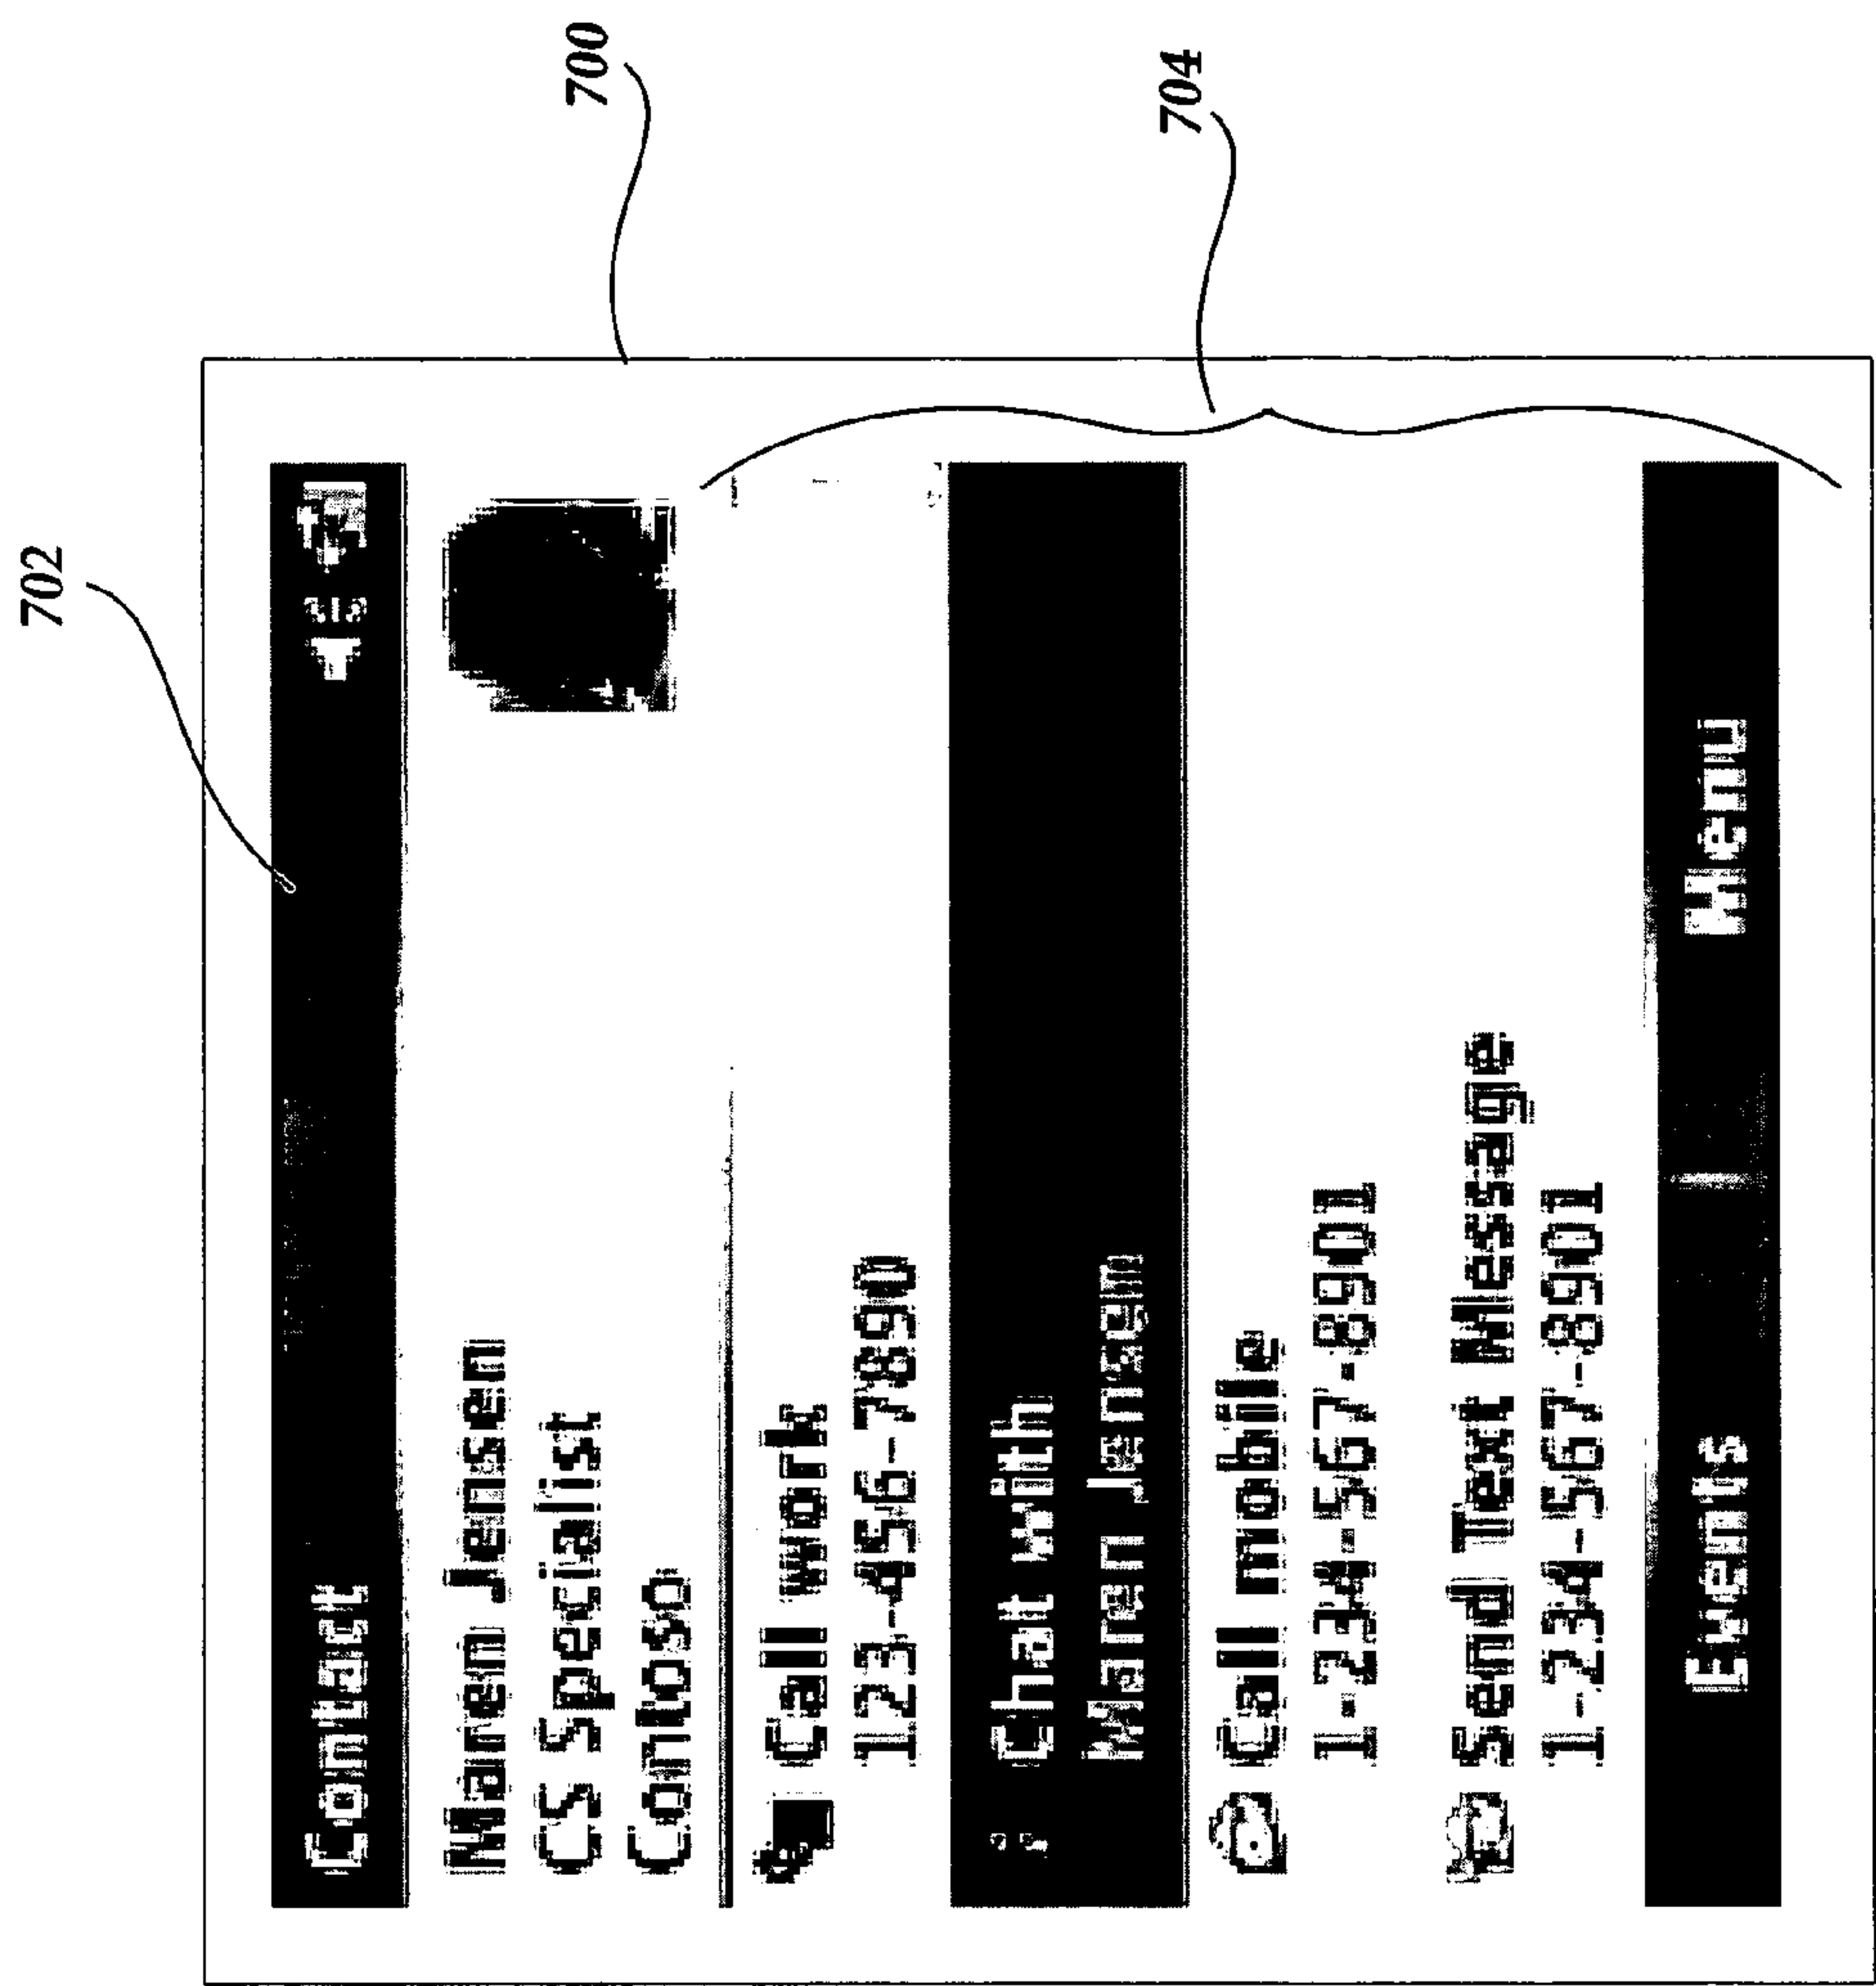 702
700
704
Contact
Maren Jensen
CS Specialist
Contoso
Call work
123-456-7890
Chat with
Maren Jensen
Call mobile
1-234-567-8901
Send Text Message
1-234-567-8901
Events
Menu